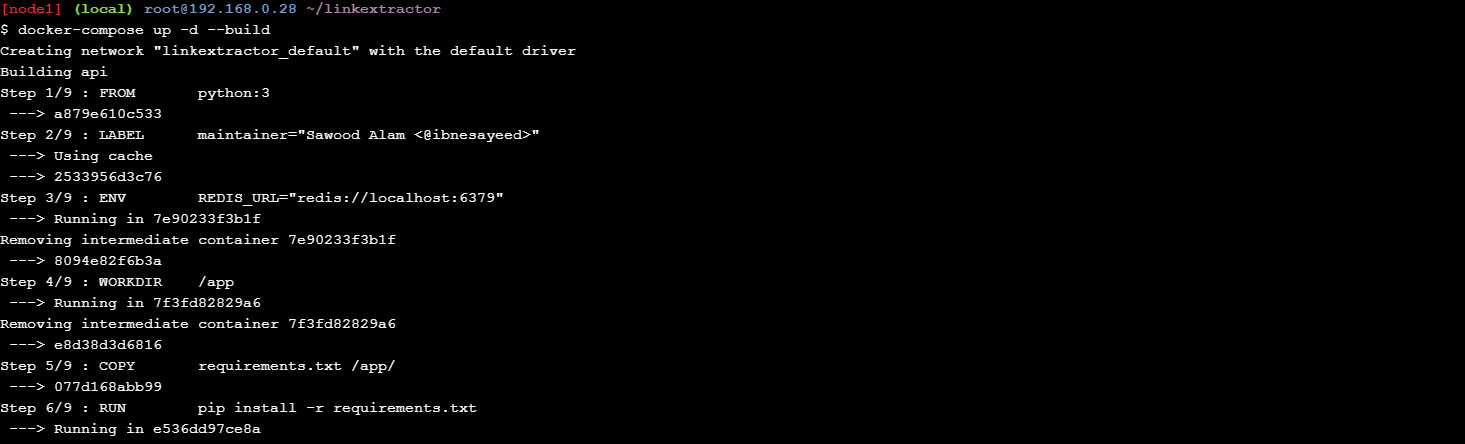 [node1] (local) root@192.168.0.28 ~/linkextractor
$ docker-compose up -d --build
Creating network "linkextractor_default" with the default driver
Building api
Step 1/9 : FROM       python:3
 ---> a879e610c533
Step 2/9 : LABEL      maintainer="Sawood Alam <@ibnesayeed>"
 ---> Using cache
 ---> 2533956d3c76
Step 3/9 : ENV        REDIS_URL="redis://localhost:6379"
 ---> Running in 7e90233f3b1f
Removing intermediate container 7e90233f3b1f
 ---> 8094e82f6b3a
Step 4/9 : WORKDIR    /app
 ---> Running in 7f3fd82829a6
Removing intermediate container 7f3fd82829a6
 ---> e8d38d3d6816
Step 5/9 : COPY       requirements.txt /app/
 ---> 077d168abb99
Step 6/9 : RUN        pip install -r requirements.txt
 ---> Running in e536dd97ce8a